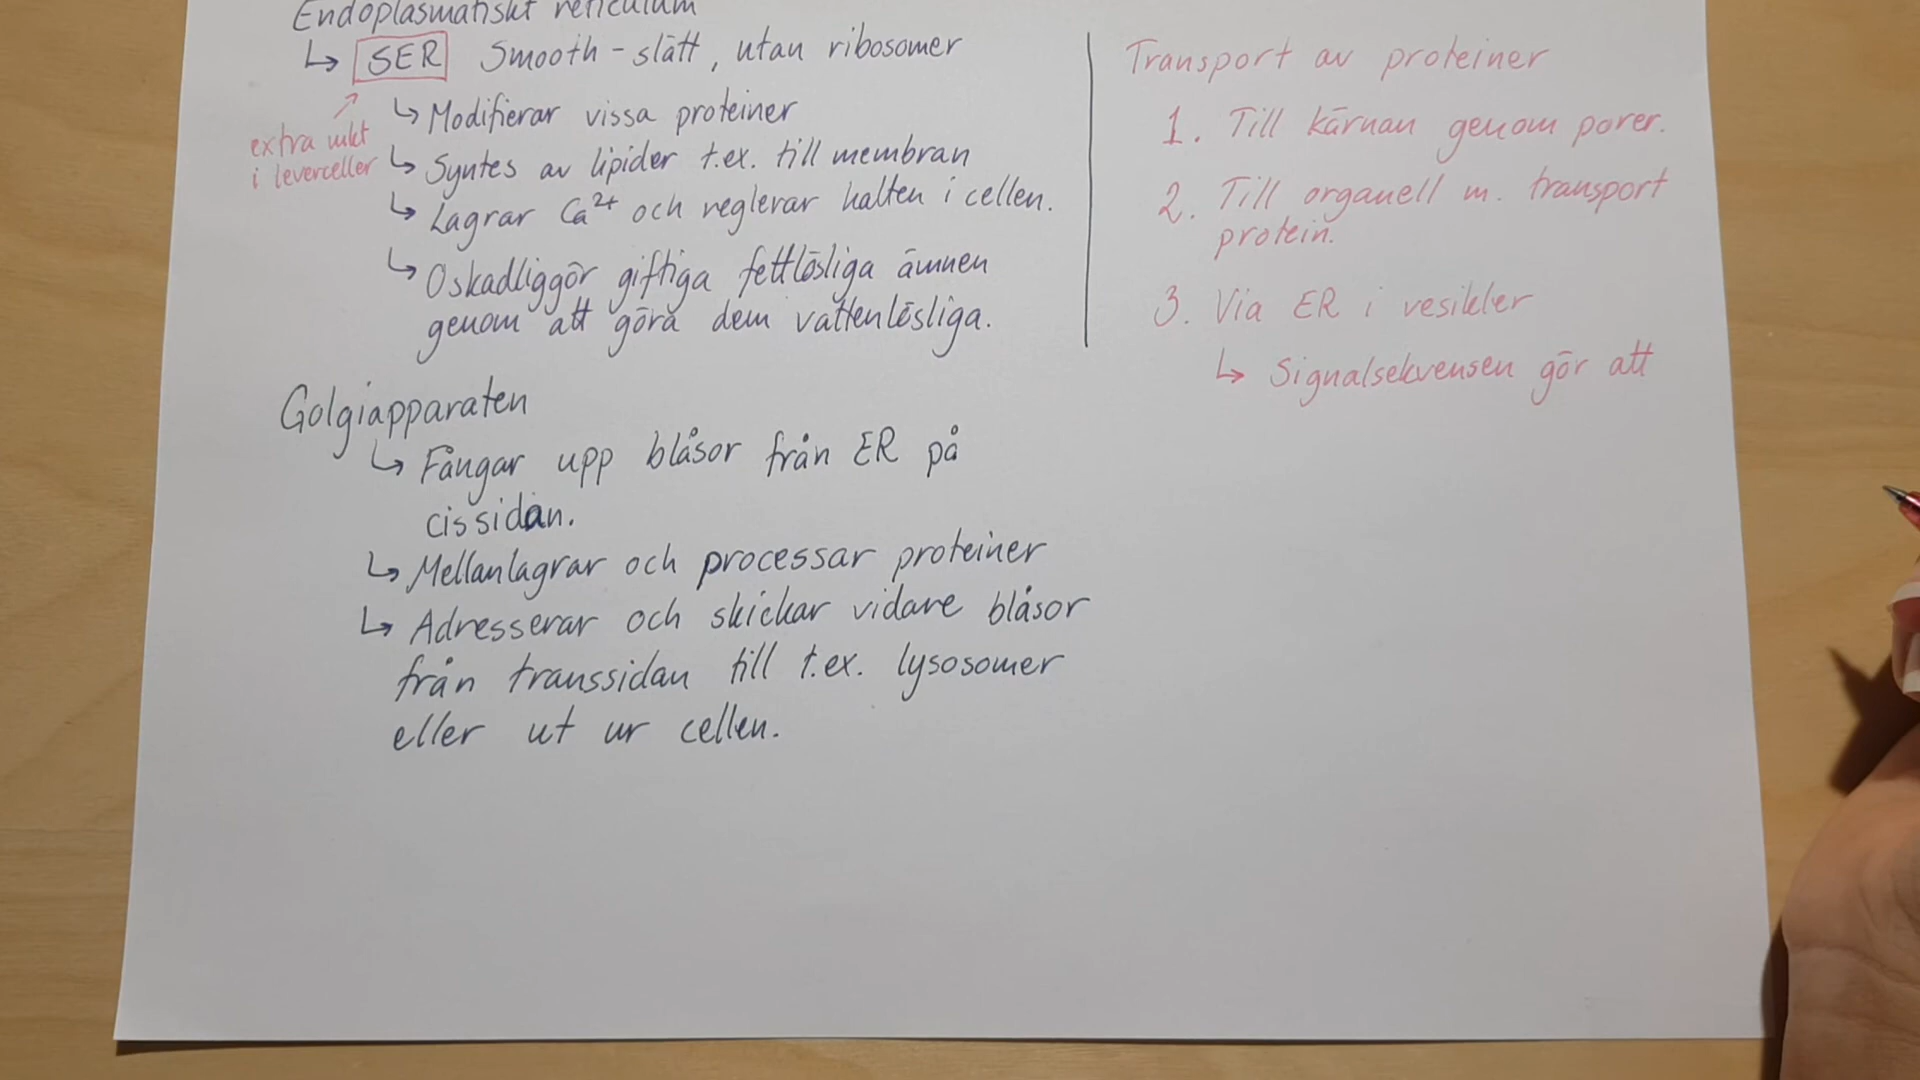 Endoplasmatiskt reticulum
↳ SER Smooth - slätt, utan ribosomer
extra mkt
i leverceller
↳ Modifierar vissa proteiner
↳ Syntes av lipider t.ex. till membran
↳ Lagrar Ca²⁺ och reglerar halten i cellen.
↳ Oskadliggör giftiga fettlösliga ämnen
genom att göra dem vattenlösliga.
Golgiapparaten
↳ Fångar upp blåsor från ER på
cissidan.
↳ Mellanlagrar och processar proteiner
↳ Adresserar och skickar vidare blåsor
från transsidan till t.ex. lysosomer
eller ut ur cellen.
Transport av proteiner
1. Till kärnan genom porer.
2. Till organell m. transport
protein.
3. Via ER i vesikler
↳ Signalsekvensen gör att